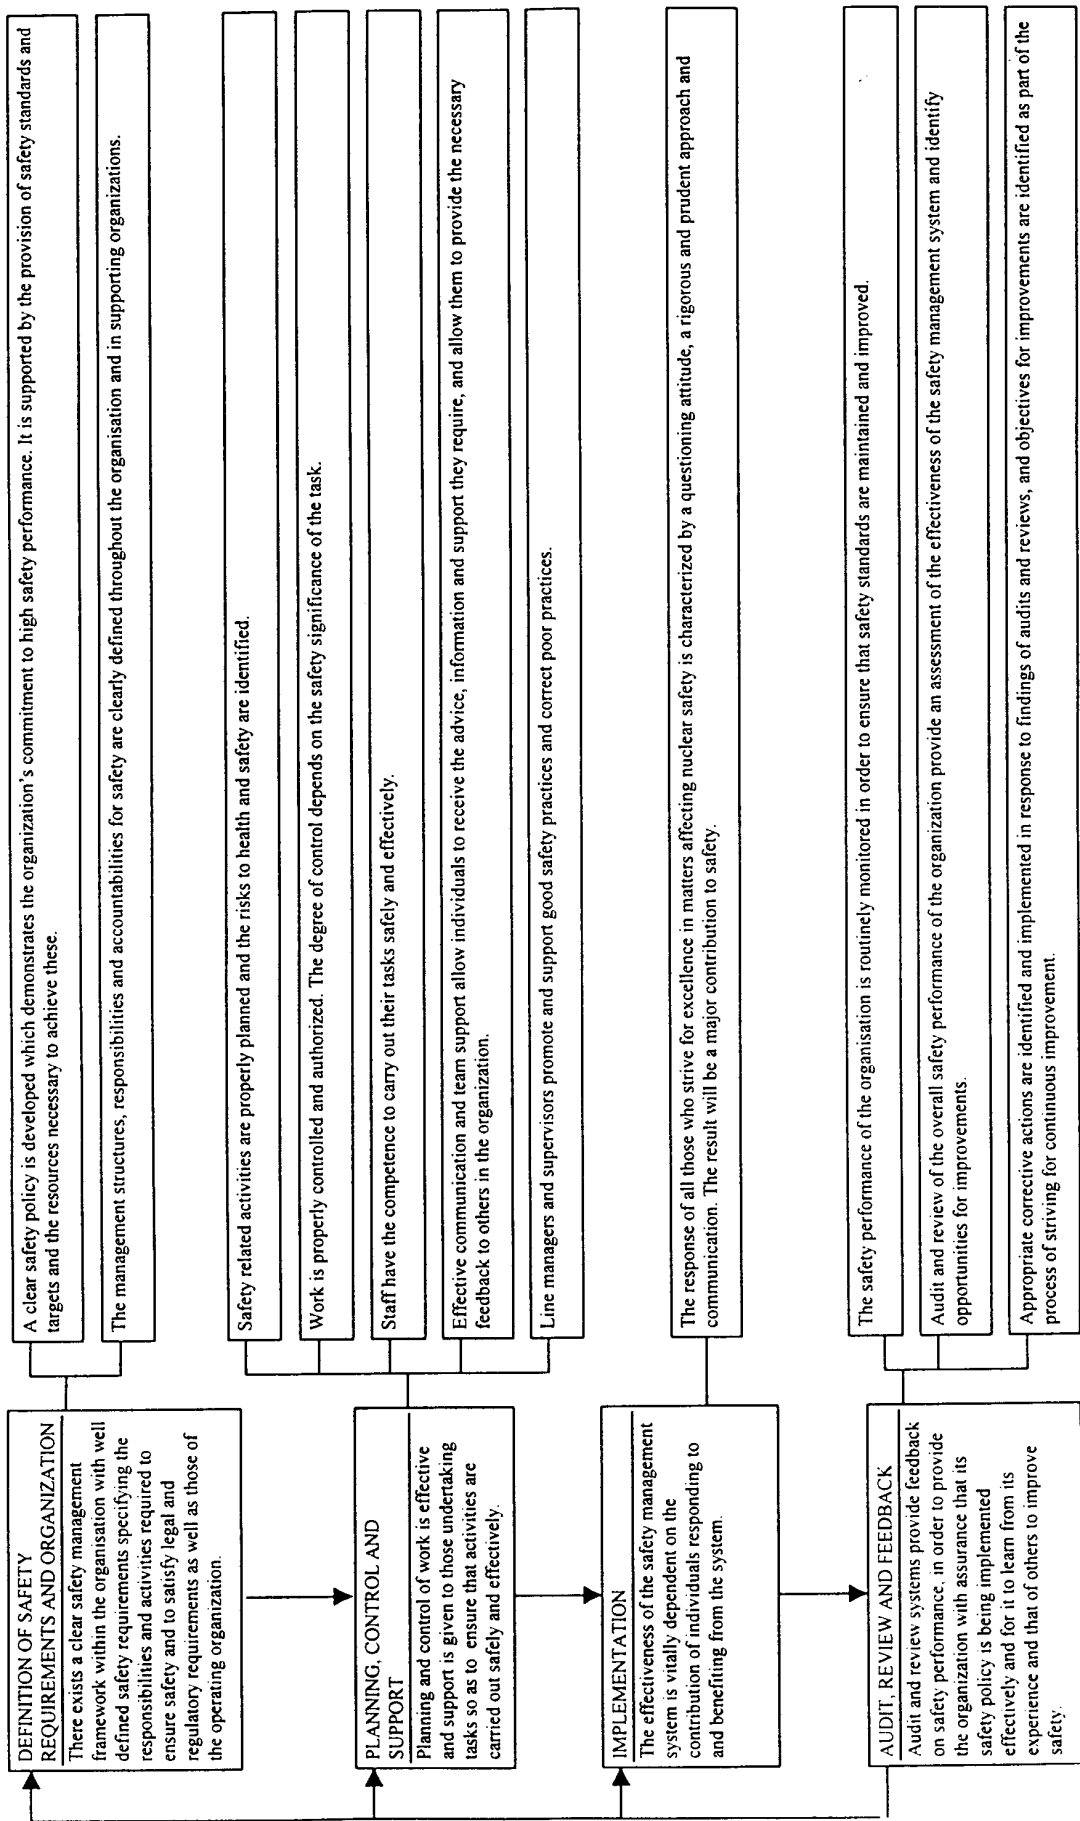 DEFINITION OF SAFETY
REQUIREMENTS AND ORGANIZATION
There exists a clear safety management
framework within the organisation with well
defined safety requirements specifying the
responsibilities and activities required to
ensure safety and to satisfy legal and
regulatory requirements as well as those of
the operating organization.
A clear safety policy is developed which demonstraes the organization's commitment to high safety performance. It is supported by the provision of safety standards and
targets and the resources necessary to achieve these.
The management structures, responsibilities and accountabilities for safety are clearly defined throughout the organisation and in supporting organizations.
PLANNING, CONTROL AND
SUPPORT
Planning and control of work is effective
and support is given to those undertaking
tasks so as to ensure that activities are
carried out safely and effectively.
Safety related activities are properly planned and the risks to health and safety are identified.
Work is properly controlled and authorized. The degree of control depends on the safety significance of the task.
Staff have the competence to carry out their tasks safely and effectively.
Effective communication and team support allow individuals to receive the advice, information and support they require, and allow them to provide the necessary
feedback to others in the organization.
Line managers and supervisors promote and support good safety practices and correct poor practices.
IMPLEMENTATION
The effectiveness of the safety management
system is vitally dependent on the
contribution of individuals responding to
and benefiting from the system.
The response of all those who strive for excellence in matters affecting nuclear safety is characterized by a questioning attitude, a rigorous and prudent approach and
communication. The result will be a major contribution to safety.
AUDIT, REVIEW AND FEEDBACK
Audit and review systems provide feedback
on safety performance, in order to provide
the organization with assurance that its
safety policy is being implemented
effectively and for it to learn from its
experience and that of others to improve
safety.
The safety performance of the organisation is routinely monitored in order to ensure that safety standards are maintained and improved.
Audit and review of the overall safety performance of the organization provide an assessment of the effectiveness of the safety management system and identify
opportunities for improvements.
Appropriate corrective actions are identified and implemented in response to findings of audits and reviews, and objectives for improvements are identified as part of the
process of striving for continuous improvement.